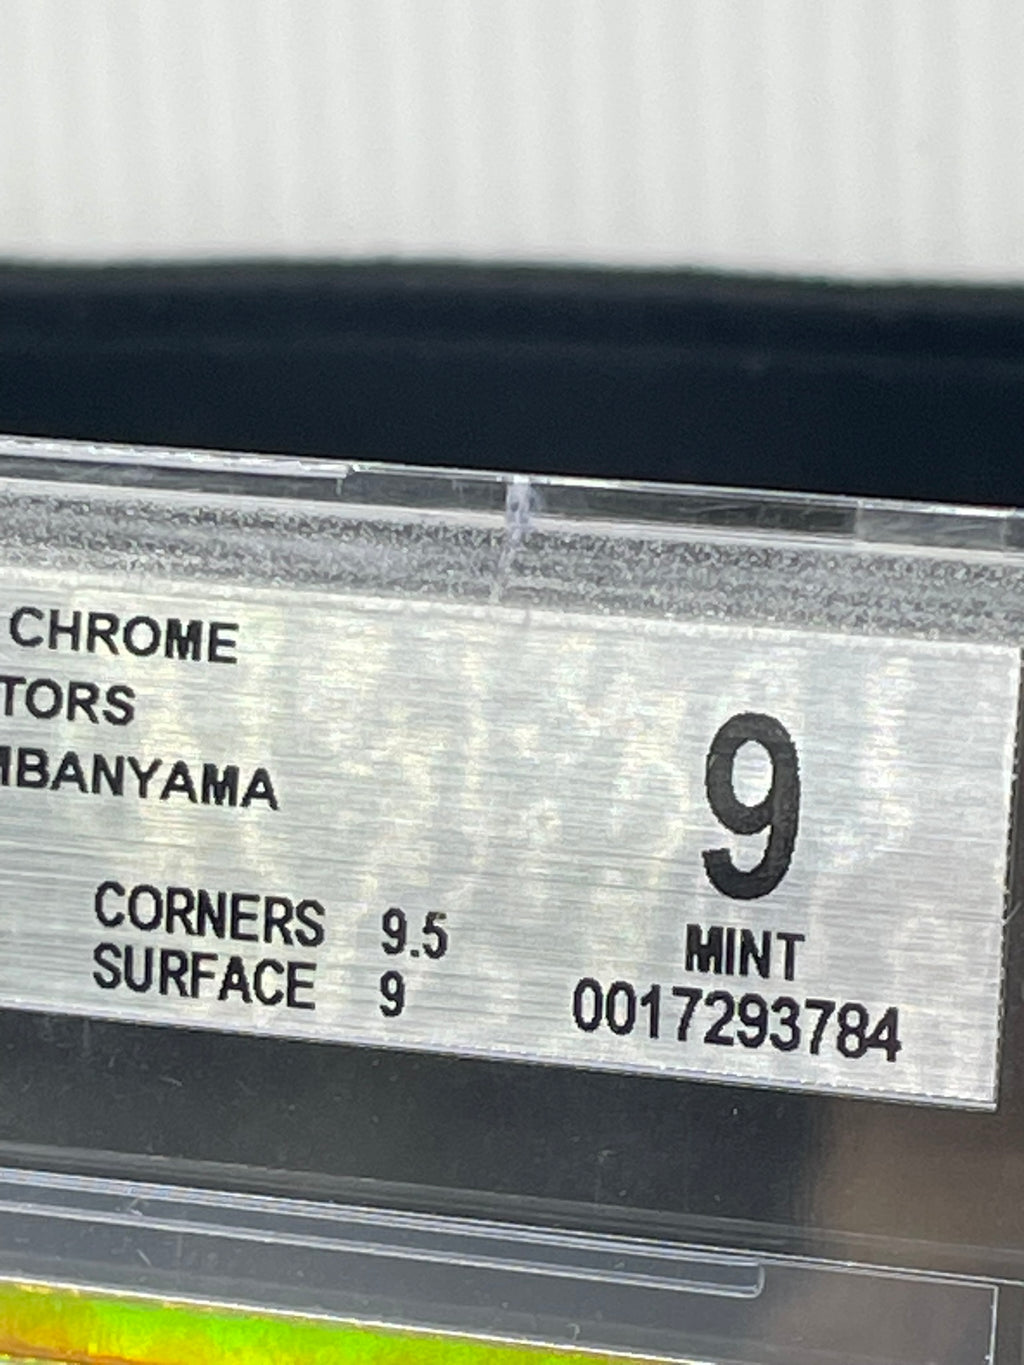 CHROME
TORS
MBANYAMA
9
CORNERS 9.5
MINT
SURFACE 9
0017293784